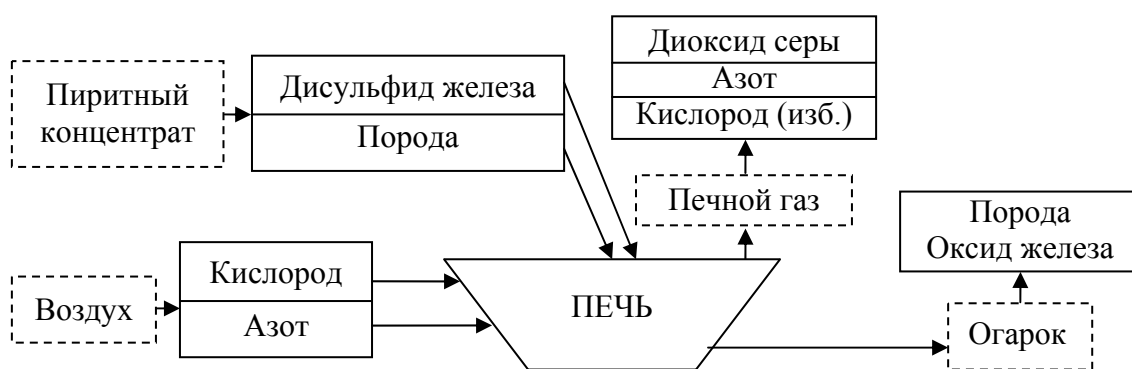 Диоксид серы
Азот
Кислород (изб.)
Пиритный
концентрат
Дисульфид железа
Порода
Печной газ
Порода
Оксид железа
Воздух
Кислород
Азот
ПЕЧЬ
Огарок